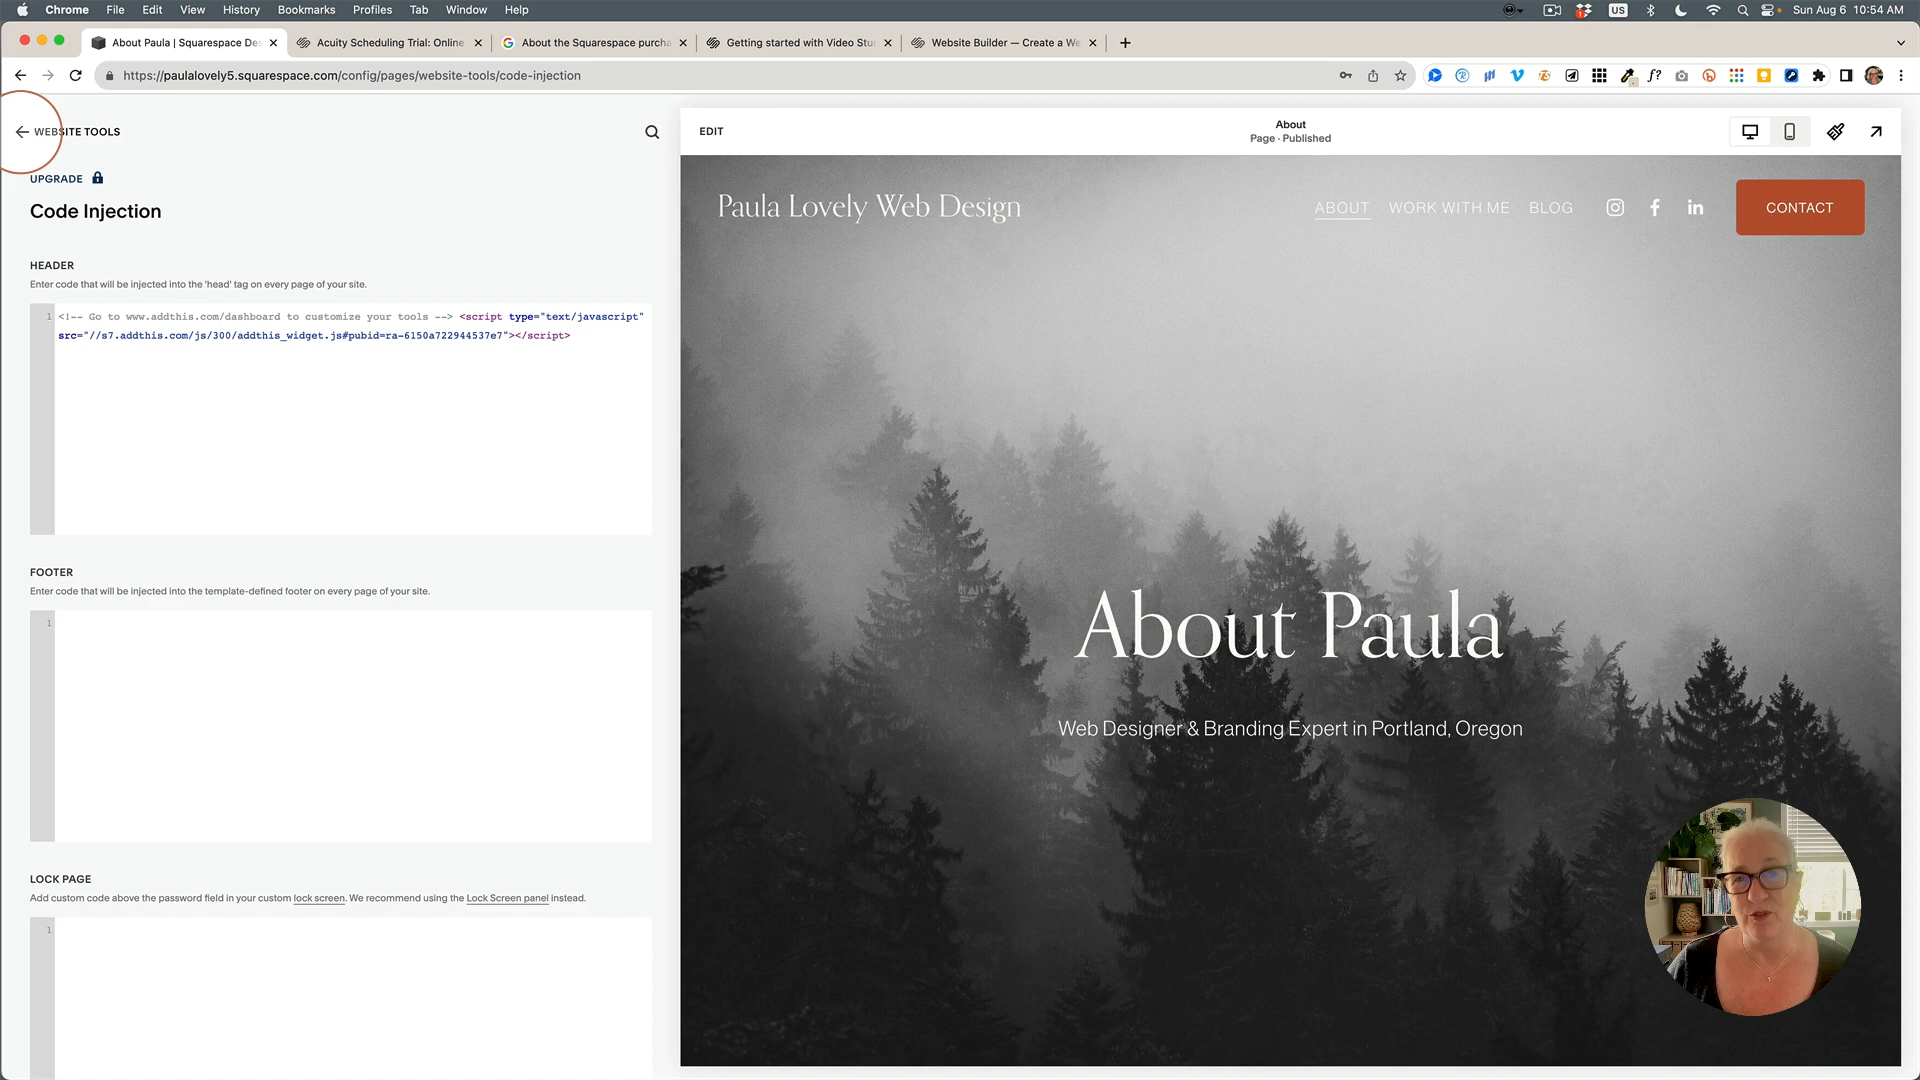 Chrome File Edit View History Bookmarks Profiles Tab Window Help
US
Sun Aug 6 10:54 AM
About Paula | Squarespace Des
Acuity Scheduling Trial: Online
About the Squarespace purcha
Getting started with Video Stu
Website Builder — Create a We
https://paulalovely5.squarespace.com/config/pages/website-tools/code-injection
WEBSITE TOOLS
UPGRADE
Code Injection
HEADER
Enter code that will be injected into the 'head' tag on every page of your site.
1 <!-- Go to www.addthis.com/dashboard to customize your tools --> <script type="text/javascript"
src="//s7.addthis.com/js/300/addthis_widget.js#pubid=ra-6150a722944537e7"></script>
FOOTER
Enter code that will be injected into the template-defined footer on every page of your site.
1
LOCK PAGE
Add custom code above the password field in your custom lock screen. We recommend using the Lock Screen panel instead.
1
EDIT
About
Page · Published
Paula Lovely Web Design
ABOUT WORK WITH ME BLOG
CONTACT
About Paula
Web Designer & Branding Expert in Portland, Oregon